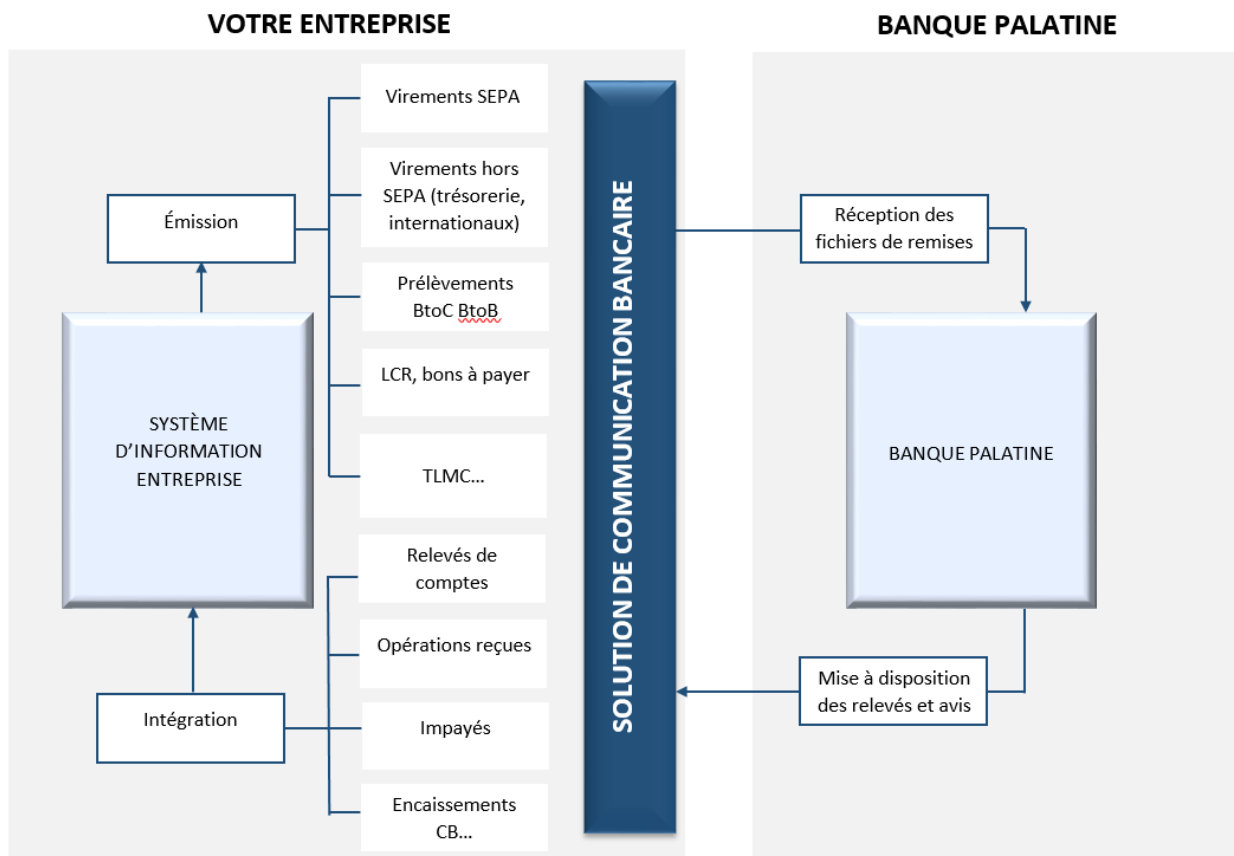 VOTRE ENTREPRISE
BANQUE PALATINE
Virements SEPA
Virements hors
SEPA (trésorerie,
internationaux)
Émission
Prélèvements
BtoC BtoB
LCR, bons à payer
TLMC...
SYSTÈME
D’INFORMATION
ENTREPRISE
Relevés de
comptes
Opérations reçues
Intégration
Impayés
Encaissements
CB...
SOLUTION DE COMMUNICATION BANCAIRE
Réception des
fichiers de remises
BANQUE PALATINE
Mise à disposition
des relevés et avis